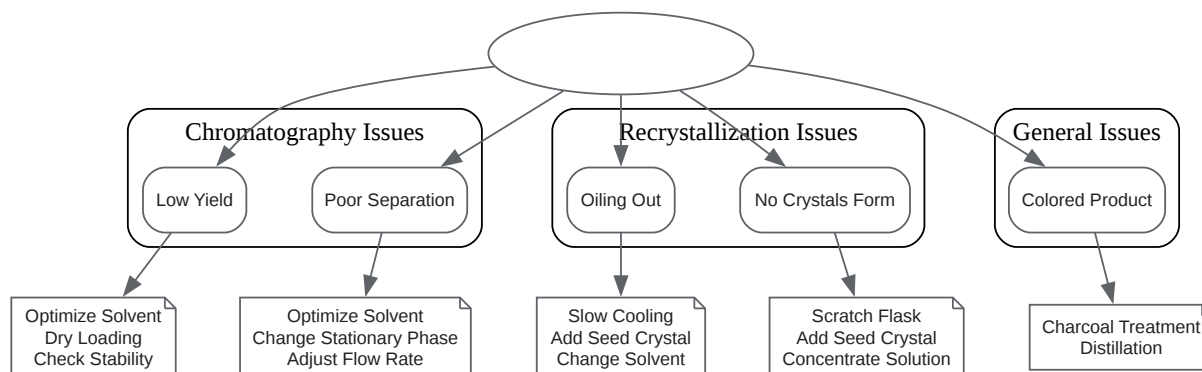 Chromatography Issues
Recrystallization Issues
General Issues
Low Yield
Poor Separation
Oiling Out
No Crystals Form
Colored Product
Optimize Solvent
Dry Loading
Check Stability
Optimize Solvent
Change Stationary Phase
Adjust Flow Rate
Slow Cooling
Add Seed Crystal
Change Solvent
Scratch Flask
Add Seed Crystal
Concentrate Solution
Charcoal Treatment
Distillation